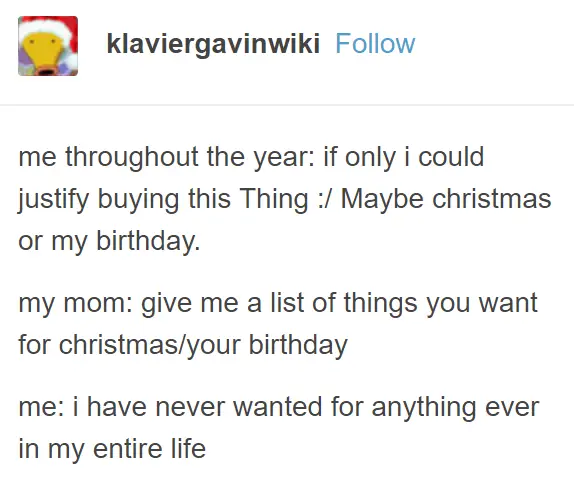 klaviergavinwiki Follow
me throughout the year: if only i could
justify buying this Thing :/ Maybe christmas
or my birthday.
my mom: give me a list of things you want
for christmas/your birthday
me: i have never wanted for anything ever
in my entire life